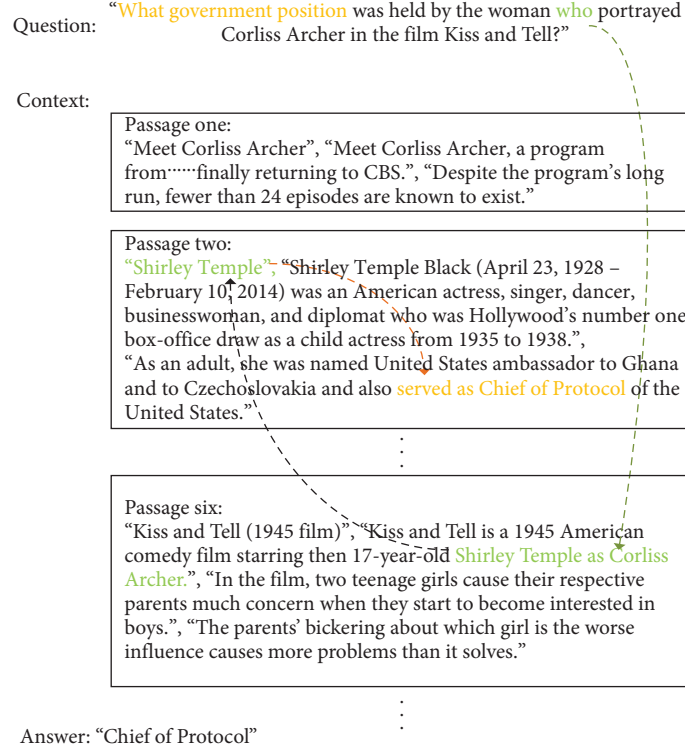 Question: “What government position was held by the woman who portrayed
Corliss Archer in the film Kiss and Tell?”
Context:
Passage one:
“Meet Corliss Archer”, “Meet Corliss Archer, a program
from······finally returning to CBS.”, “Despite the program’s long
run, fewer than 24 episodes are known to exist.”
Passage two:
“Shirley Temple”, “Shirley Temple Black (April 23, 1928 –
February 10, 2014) was an American actress, singer, dancer,
businesswoman, and diplomat who was Hollywood’s number one
box-office draw as a child actress from 1935 to 1938.”,
“As an adult, she was named United States ambassador to Ghana
and to Czechoslovakia and also served as Chief of Protocol of the
United States.”
Passage six:
“Kiss and Tell (1945 film)”, “Kiss and Tell is a 1945 American
comedy film starring then 17-year-old Shirley Temple as Corliss
Archer.”, “In the film, two teenage girls cause their respective
parents much concern when they start to become interested in
boys.”, “The parents’ bickering about which girl is the worse
influence causes more problems than it solves.”
Answer: “Chief of Protocol”